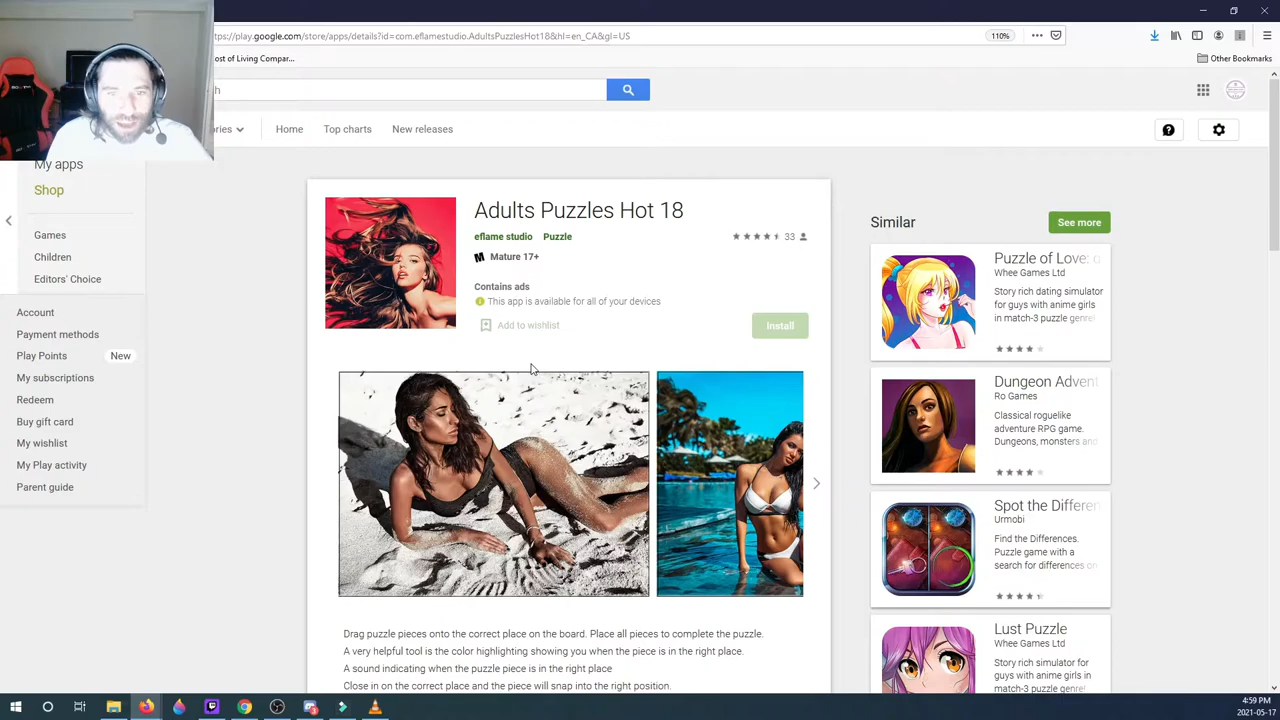 ttps://play.google.com/store/apps/details?id=com.eflamestudio.AdultsPuzzlesHot18&hl=en_CA&gl=US
110%
ost of Living Compar...
Other Bookmarks
h
ries
Home
Top charts
New releases
My apps
Shop
Games
Children
Editors' Choice
Account
Payment methods
Play Points
New
My subscriptions
Redeem
Buy gift card
My wishlist
My Play activity
Parent guide
Adults Puzzles Hot 18
eflame studio Puzzle
33
M Mature 17+
Contains ads
This app is available for all of your devices
Add to wishlist
Install
Drag puzzle pieces onto the correct place on the board. Place all pieces to complete the puzzle.
A very helpful tool is the color highlighting showing you when the piece is in the right place.
A sound indicating when the puzzle piece is in the right place
Close in on the correct place and the piece will snap into the right position.
Similar
See more
Puzzle of Love: 
Whee Games Ltd
Story rich dating simulator
for guys with anime girls
in match-3 puzzle genre!
Dungeon Advent
Ro Games
Classical roguelike
adventure RPG game.
Dungeons, monsters and
Spot the Differen
Urmobi
Find the Differences.
Puzzle game with a
search for differences on
Lust Puzzle
Whee Games Ltd
Story rich simulator for
guys with anime girls in
match-3 puzzle genre!
4:59 PM
2021-05-17